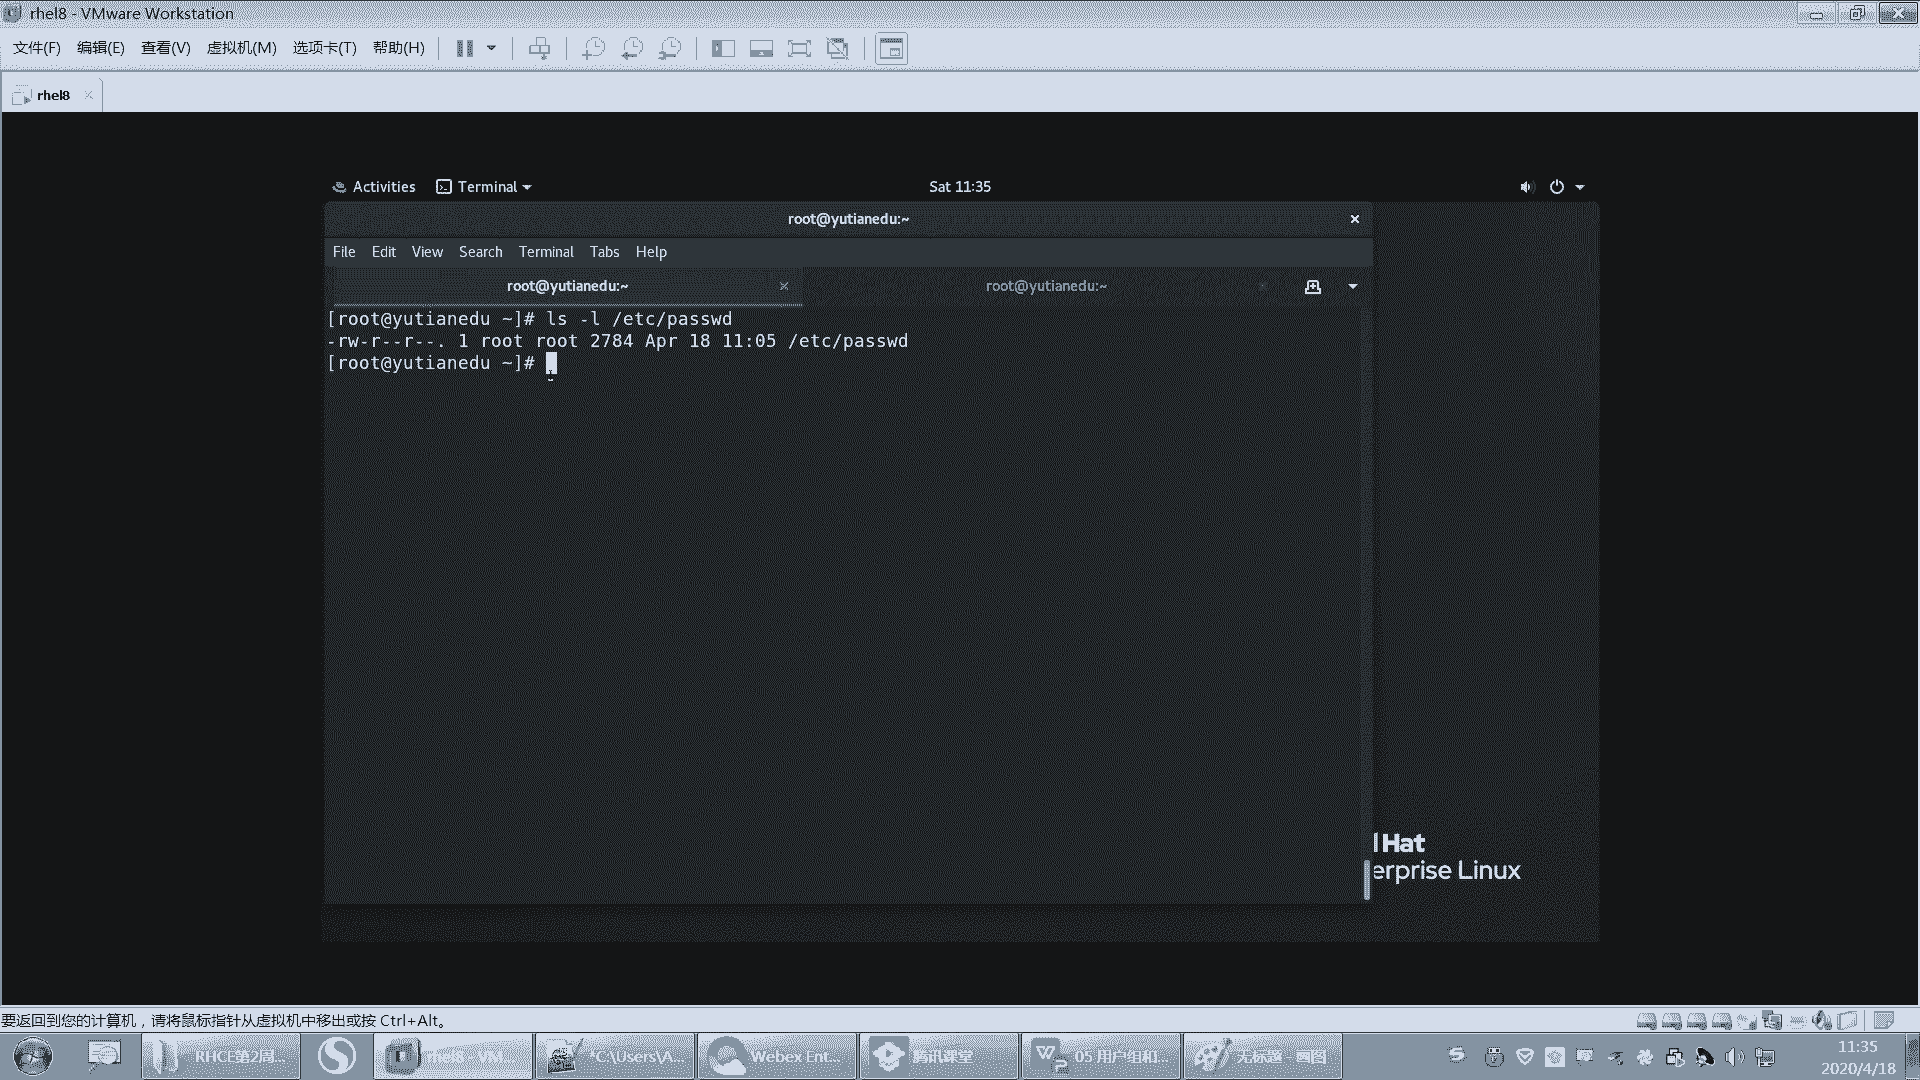 rhel8 - VMware Workstation
文件(F) 编辑(E) 查看(V) 虚拟机(M) 选项卡(T) 帮助(H)
rhel8
Activities Terminal Sat 11:35
root@yutianedu:~
File Edit View Search Terminal Tabs Help
root@yutianedu:~ root@yutianedu:~
[root@yutianedu ~]# ls -l /etc/passwd
-rw-r--r--. 1 root root 2784 Apr 18 11:05 /etc/passwd
[root@yutianedu ~]#
Hat
erprise Linux
要返回到您的计算机，请将鼠标指针从虚拟机中移出或按 Ctrl+Alt。
RHCE第2周... rhel8 - VM... *C:\Users\A... Webex Ent... 腾讯课堂 05 用户组和... 无标题 - 画图
11:35
2020/4/18